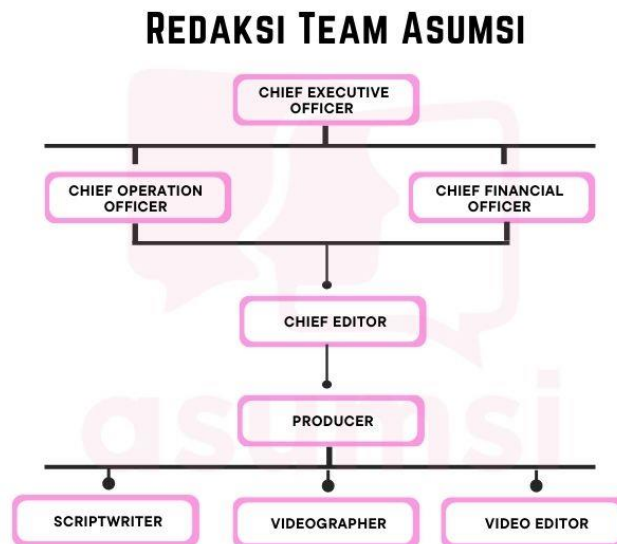 REDAKSI TEAM ASUMSI
CHIEF EXECUTIVE
OFFICER
CHIEF OPERATION
OFFICER
CHIEF FINANCIAL
OFFICER
CHIEF EDITOR
PRODUCER
asumsi
SCRIPTWRITER
VIDEOGRAPHER
VIDEO EDITOR